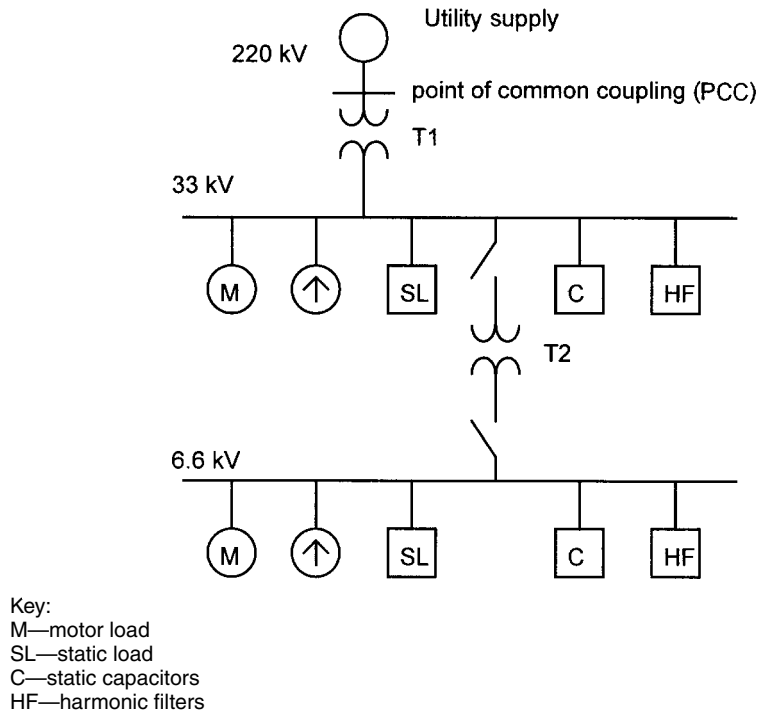 Utility supply
220 kV
point of common coupling (PCC)
T1
33 kV
M
SL
C
HF
T2
6.6 kV
M
SL
C
HF
Key:
M—motor load
SL—static load
C—static capacitors
HF—harmonic filters